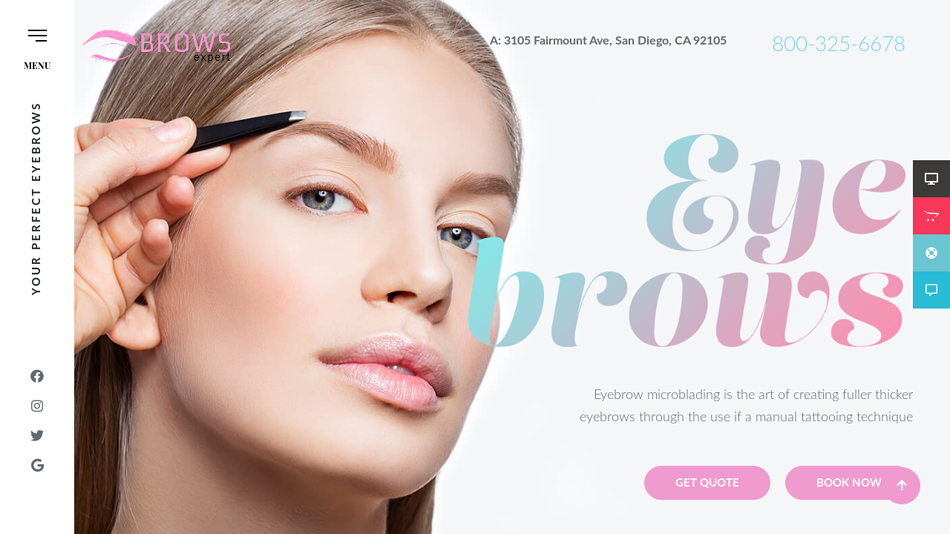 MENU
YOUR PERFECT EYEBROWS
BROWS
expert
A: 3105 Fairmount Ave, San Diego, CA 92105
800-325-6678
Eye
brows
Eyebrow microblading is the art of creating fuller thicker
eyebrows through the use if a manual tattooing technique
GET QUOTE
BOOK NOW